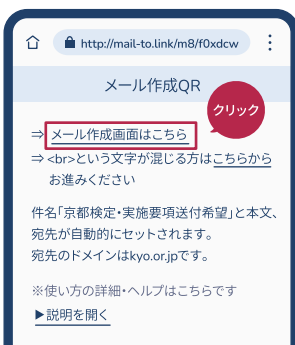 http://mail-to.link/m8/f0xdcw
メール作成QR
クリック
⇒ メール作成画面はこちら
⇒ <br>という文字が混じる方はこちらから
お進みください
件名「京都検定・実施要項送付希望」と本文、
宛先が自動的にセットされます。
宛先のドメインはkyo.or.jpです。
※使い方の詳細・ヘルプはこちらです
▶説明を開く